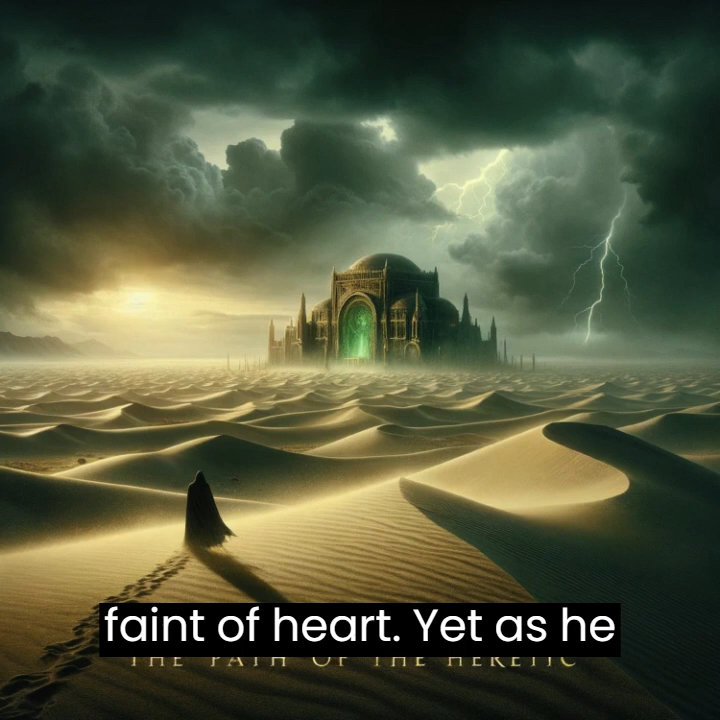 faint of heart. Yet as he
THE PATH OF THE HERETIC